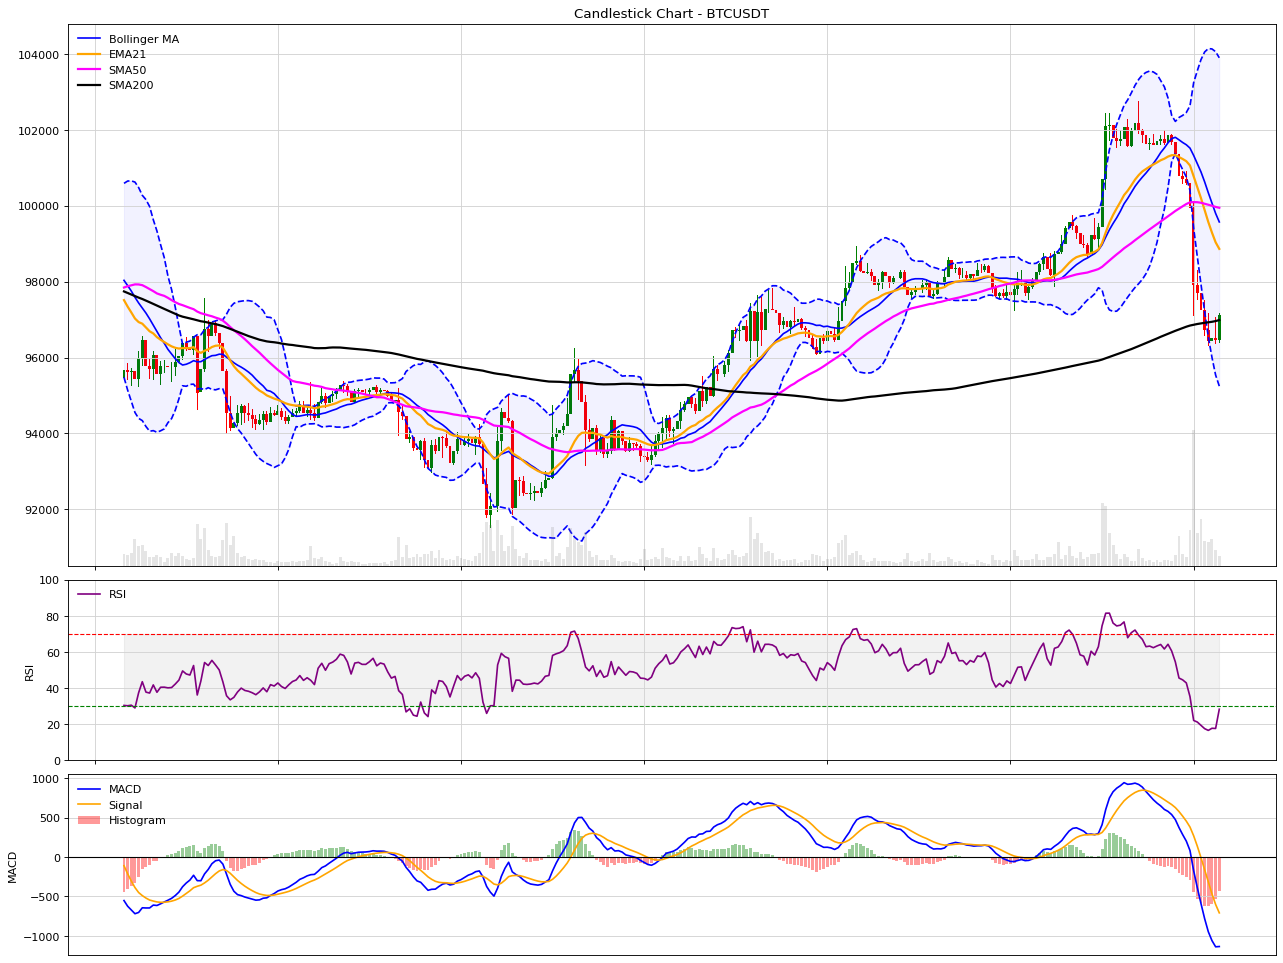 Candlestick Chart - BTCUSDT
Bollinger MA
EMA21
SMA50
SMA200
104000
102000
100000
98000
96000
94000
92000
RSI
RSI
100
80
60
40
20
0
MACD
Signal
Histogram
MACD
1000
500
0
−500
−1000